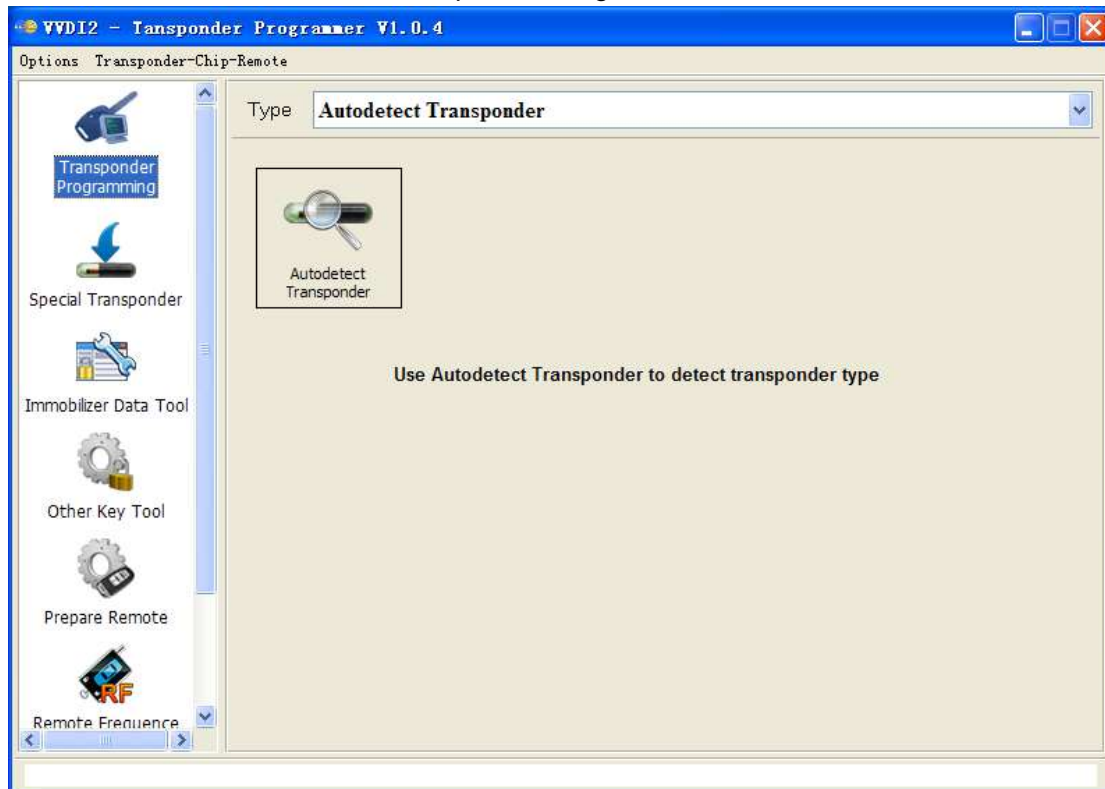 VVDI2 - Tansponder Programmer V1.0.4
Options Transponder-Chip-Remote
Transponder
Programming
Special Transponder
Immobilizer Data Tool
Other Key Tool
Prepare Remote
RF
Remote Frequence
Type Autodetect Transponder
Autodetect
Transponder
Use Autodetect Transponder to detect transponder type